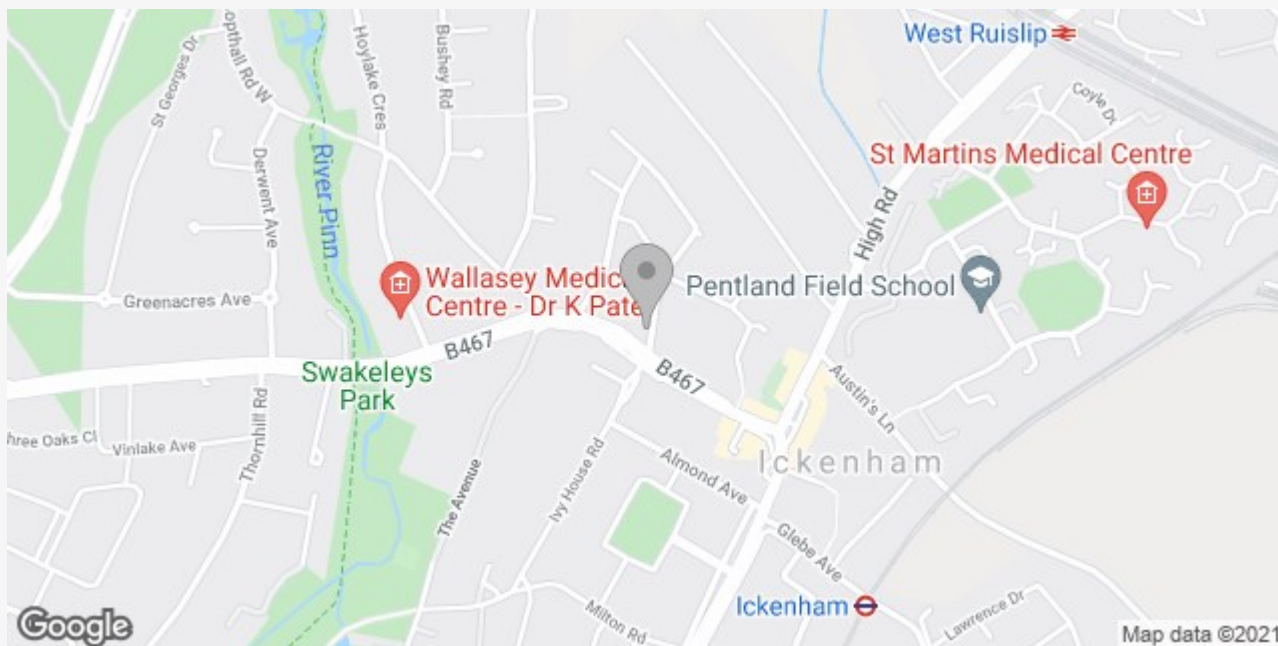 West Ruislip
St Georges Dr
Hoylake Cres
Bushey Rd
Coyle Dr
St Martins Medical Centre
Derwent Ave
River Pinn
High Rd
Wallasey Medic
Centre - Dr K Pate
Pentland Field School
Greenacres Ave
B467
B467
Swakeleys
Park
Austin's Ln
Thornhill Rd
hree Oaks Cl
Vinlake Ave
The Avenue
Ivy House Rd
Almond Ave
Ickenham
Glebe Ave
Ickenham
Milton Rd
Lawrence Dr
Google
Map data ©2021